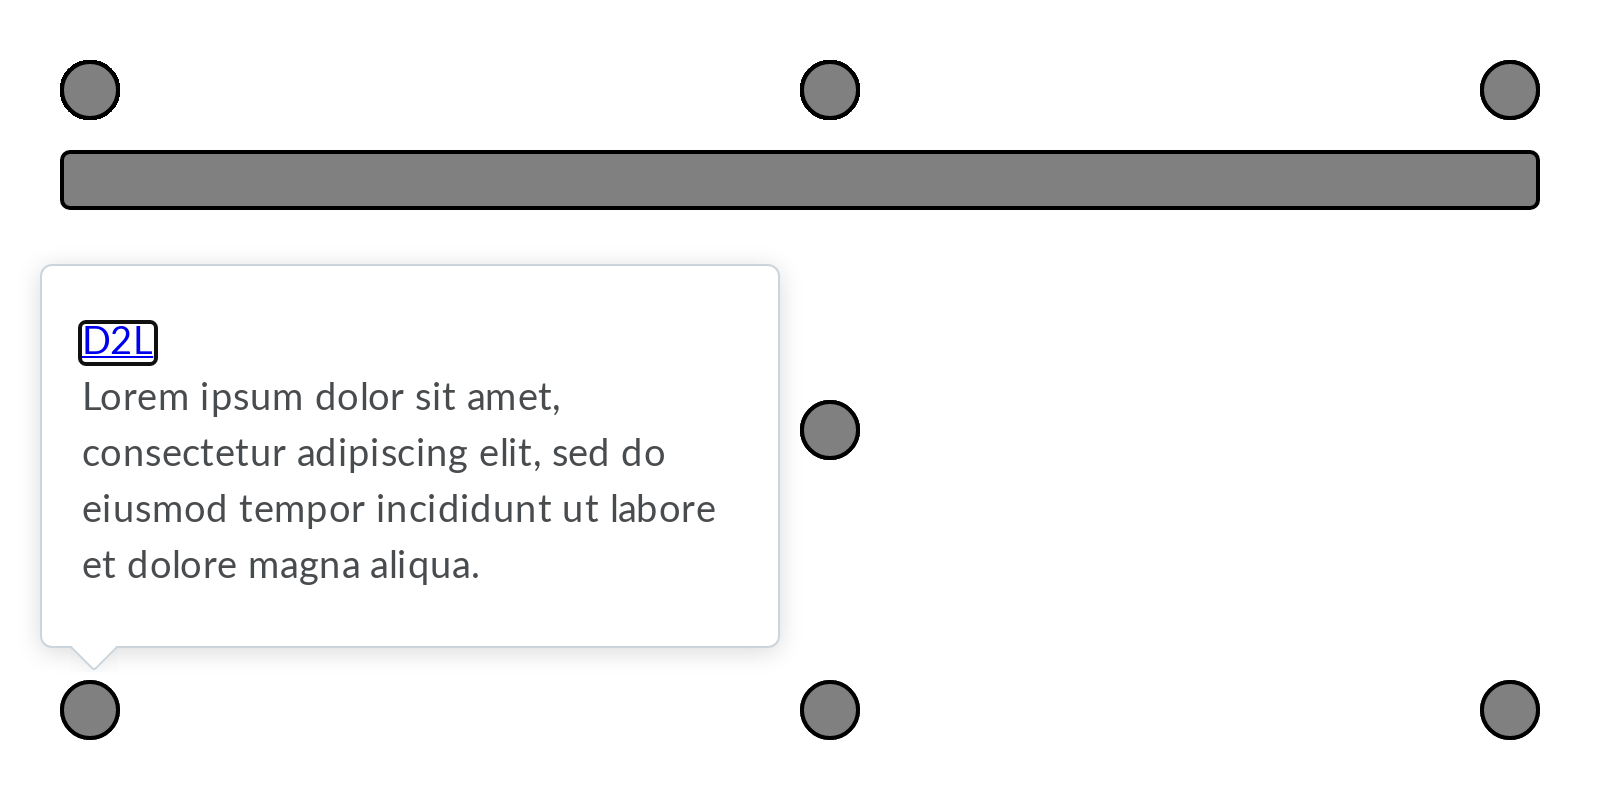 D2L
Lorem ipsum dolor sit amet,
consectetur adipiscing elit, sed do
eiusmod tempor incididunt ut labore
et dolore magna aliqua.